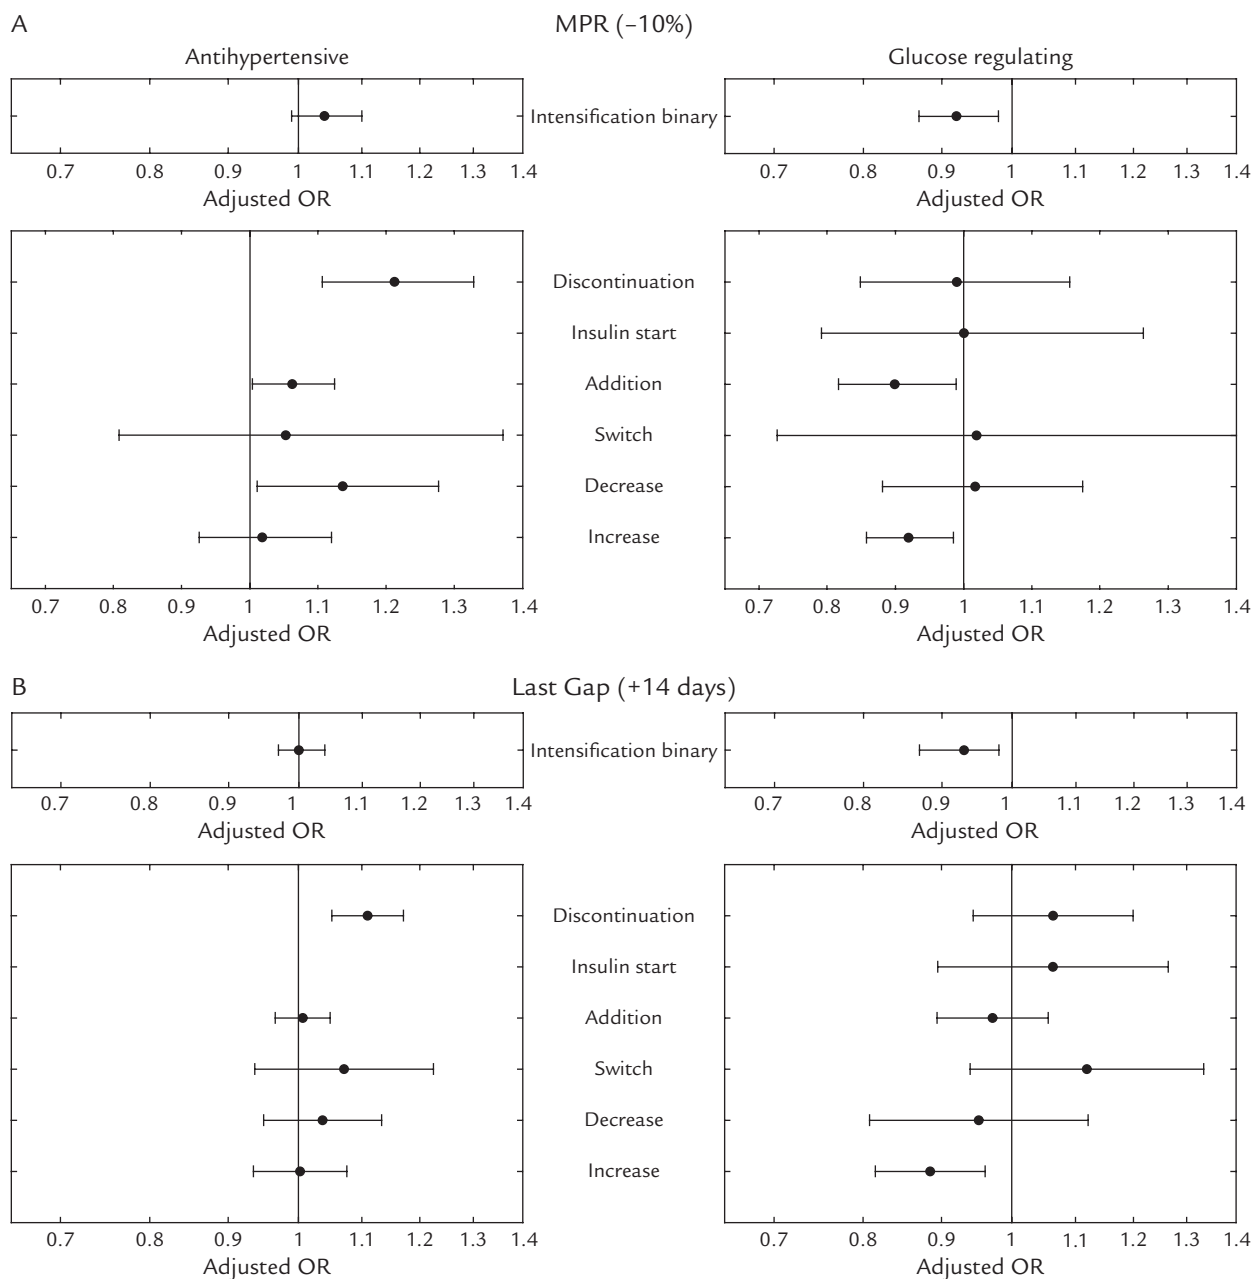 A
MPR (–10%)
Antihypertensive
Glucose regulating
Intensification binary
0.7 0.8 0.9 1 1.1 1.2 1.3 1.4
0.7 0.8 0.9 1 1.1 1.2 1.3 1.4
Adjusted OR
Adjusted OR
Discontinuation
Insulin start
Addition
Switch
Decrease
Increase
0.7 0.8 0.9 1 1.1 1.2 1.3 1.4
0.7 0.8 0.9 1 1.1 1.2 1.3 1.4
Adjusted OR
Adjusted OR
B
Last Gap (+14 days)
Intensification binary
0.7 0.8 0.9 1 1.1 1.2 1.3 1.4
0.7 0.8 0.9 1 1.1 1.2 1.3 1.4
Adjusted OR
Adjusted OR
Discontinuation
Insulin start
Addition
Switch
Decrease
Increase
0.7 0.8 0.9 1 1.1 1.2 1.3 1.4
0.7 0.8 0.9 1 1.1 1.2 1.3 1.4
Adjusted OR
Adjusted OR